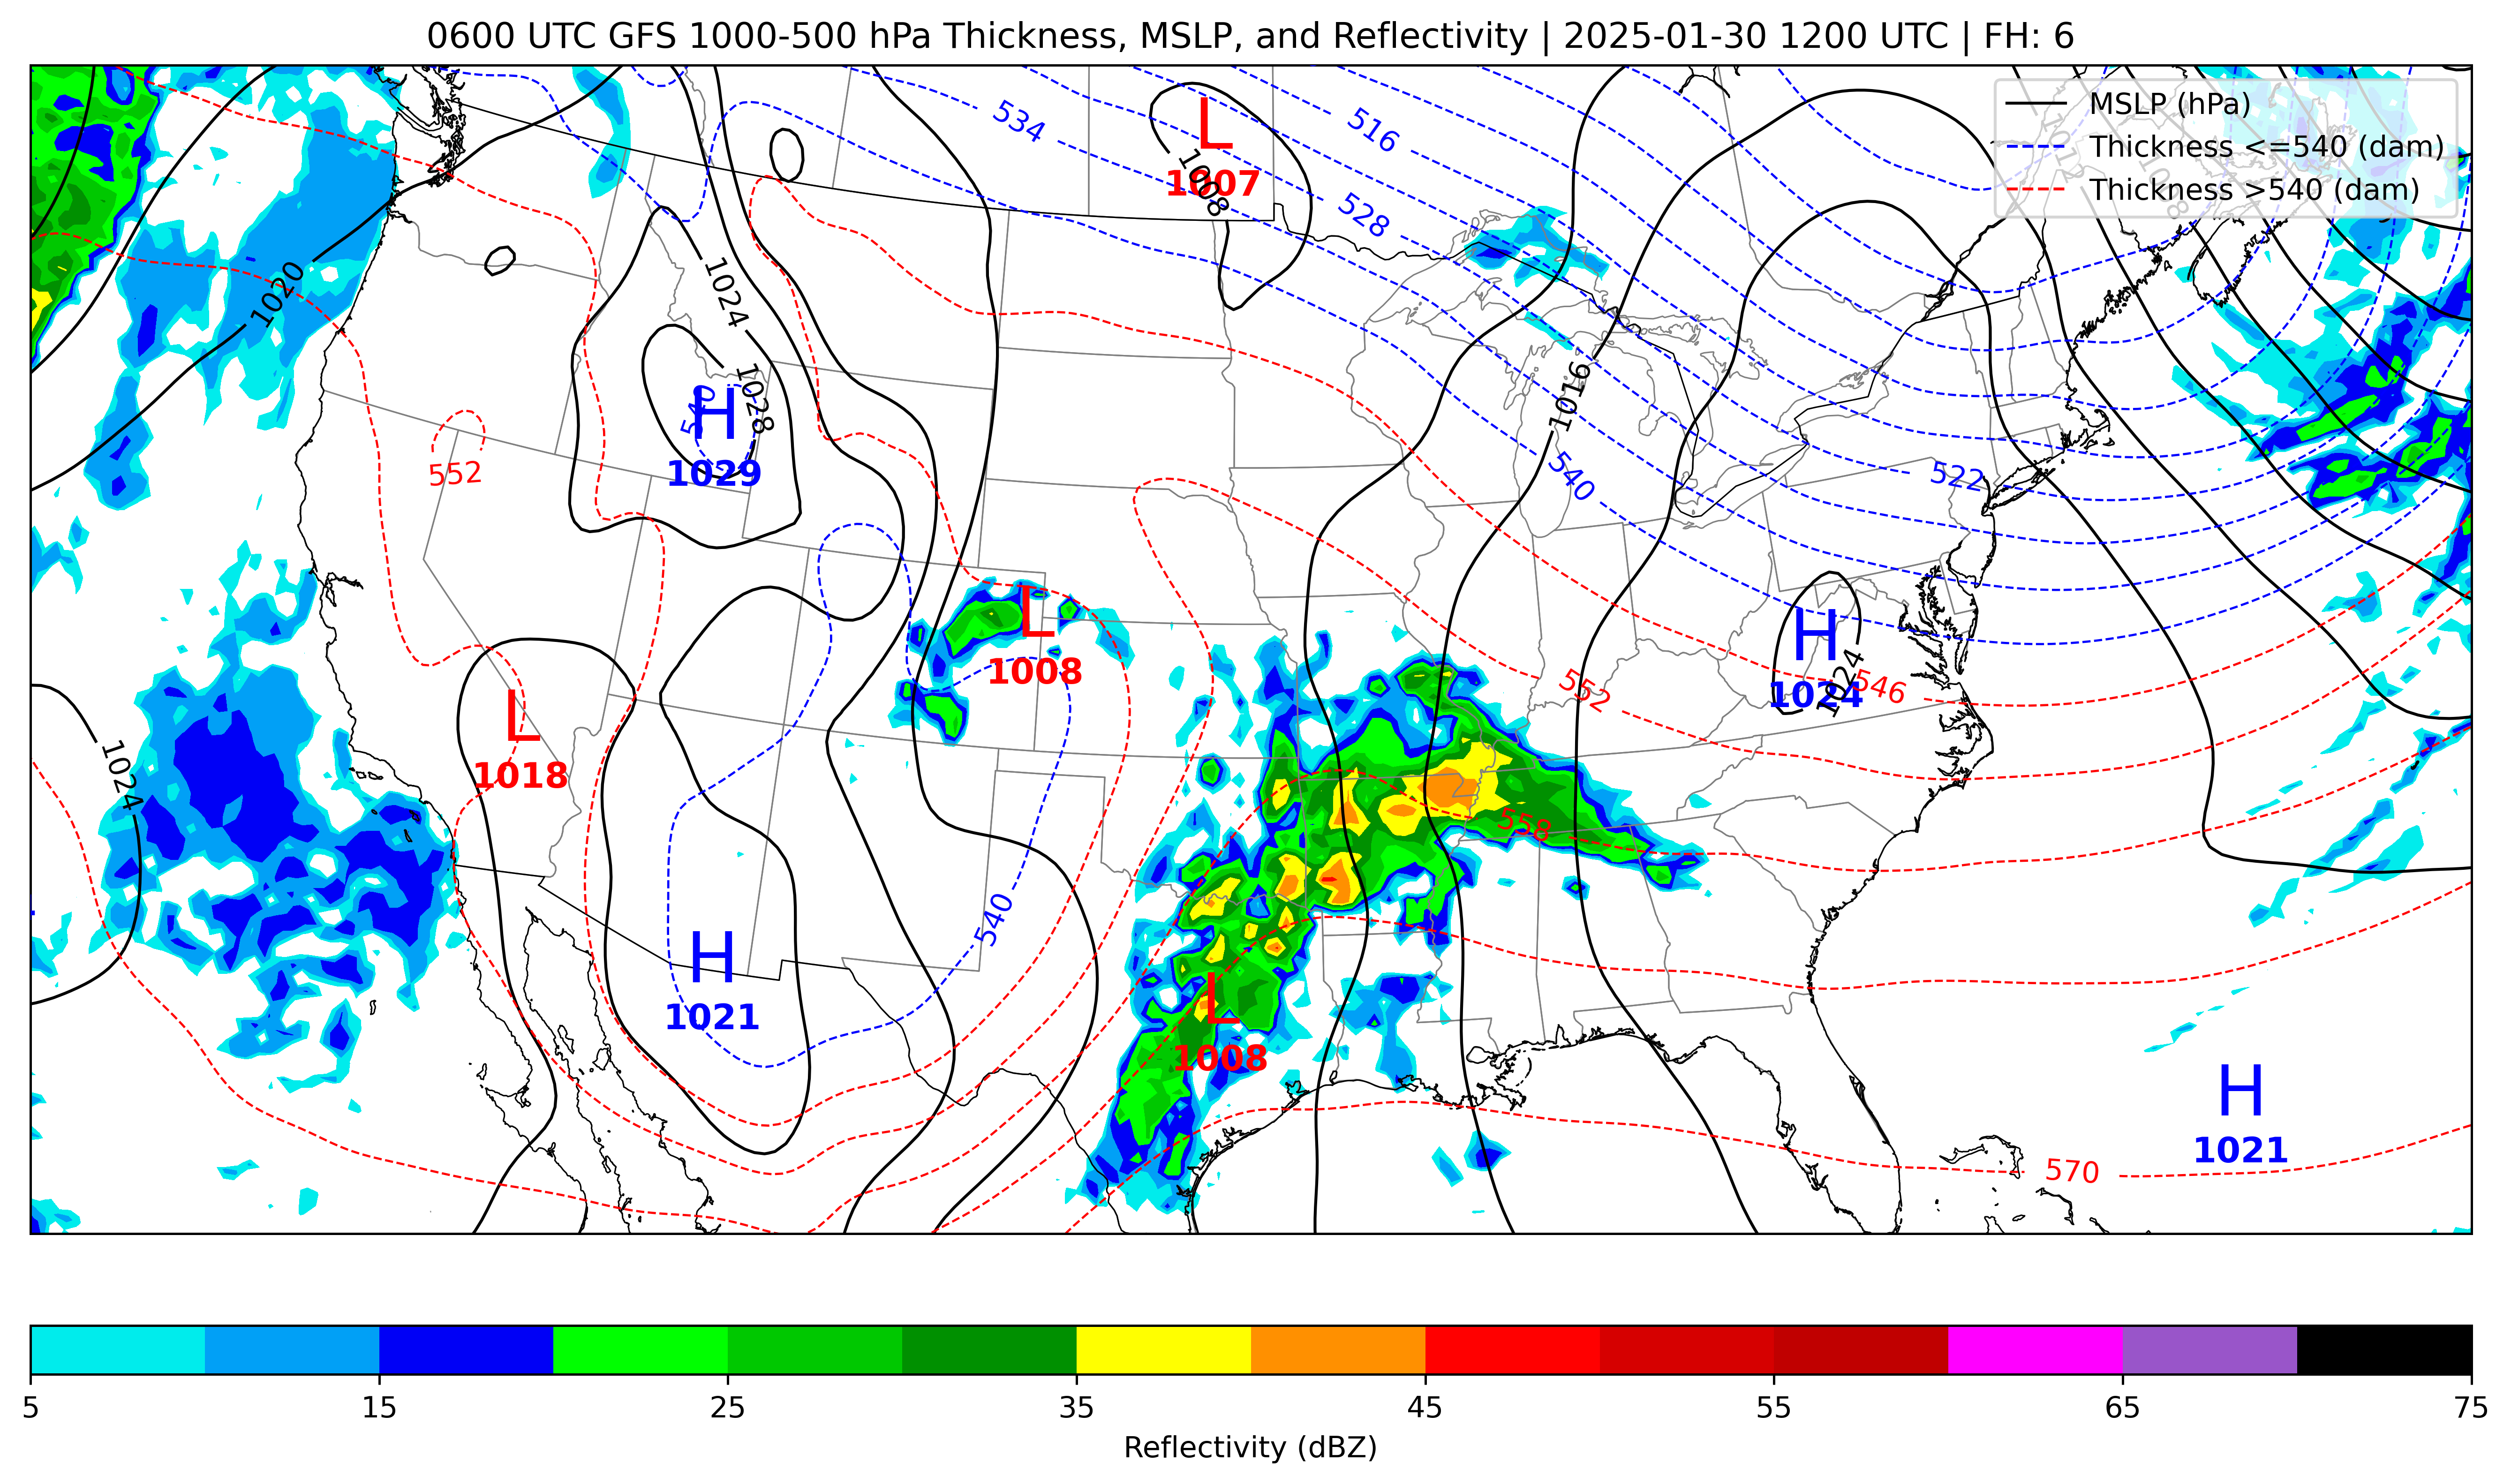 0600 UTC GFS 1000-500 hPa Thickness, MSLP, and Reflectivity | 2025-01-30 1200 UTC | FH: 6
MSLP (hPa)
Thickness <=540 (dam)
Thickness >540 (dam)
1012
1008
534
516
528
L
1007
1008
1020
1024
1028
540
H
1029
552
1016
540
522
L
1008
H
1024
1024
546
552
L
1018
1024
558
540
H
1021
L
1008
H
1021
570
5
15
25
35
45
55
65
75
Reflectivity (dBZ)